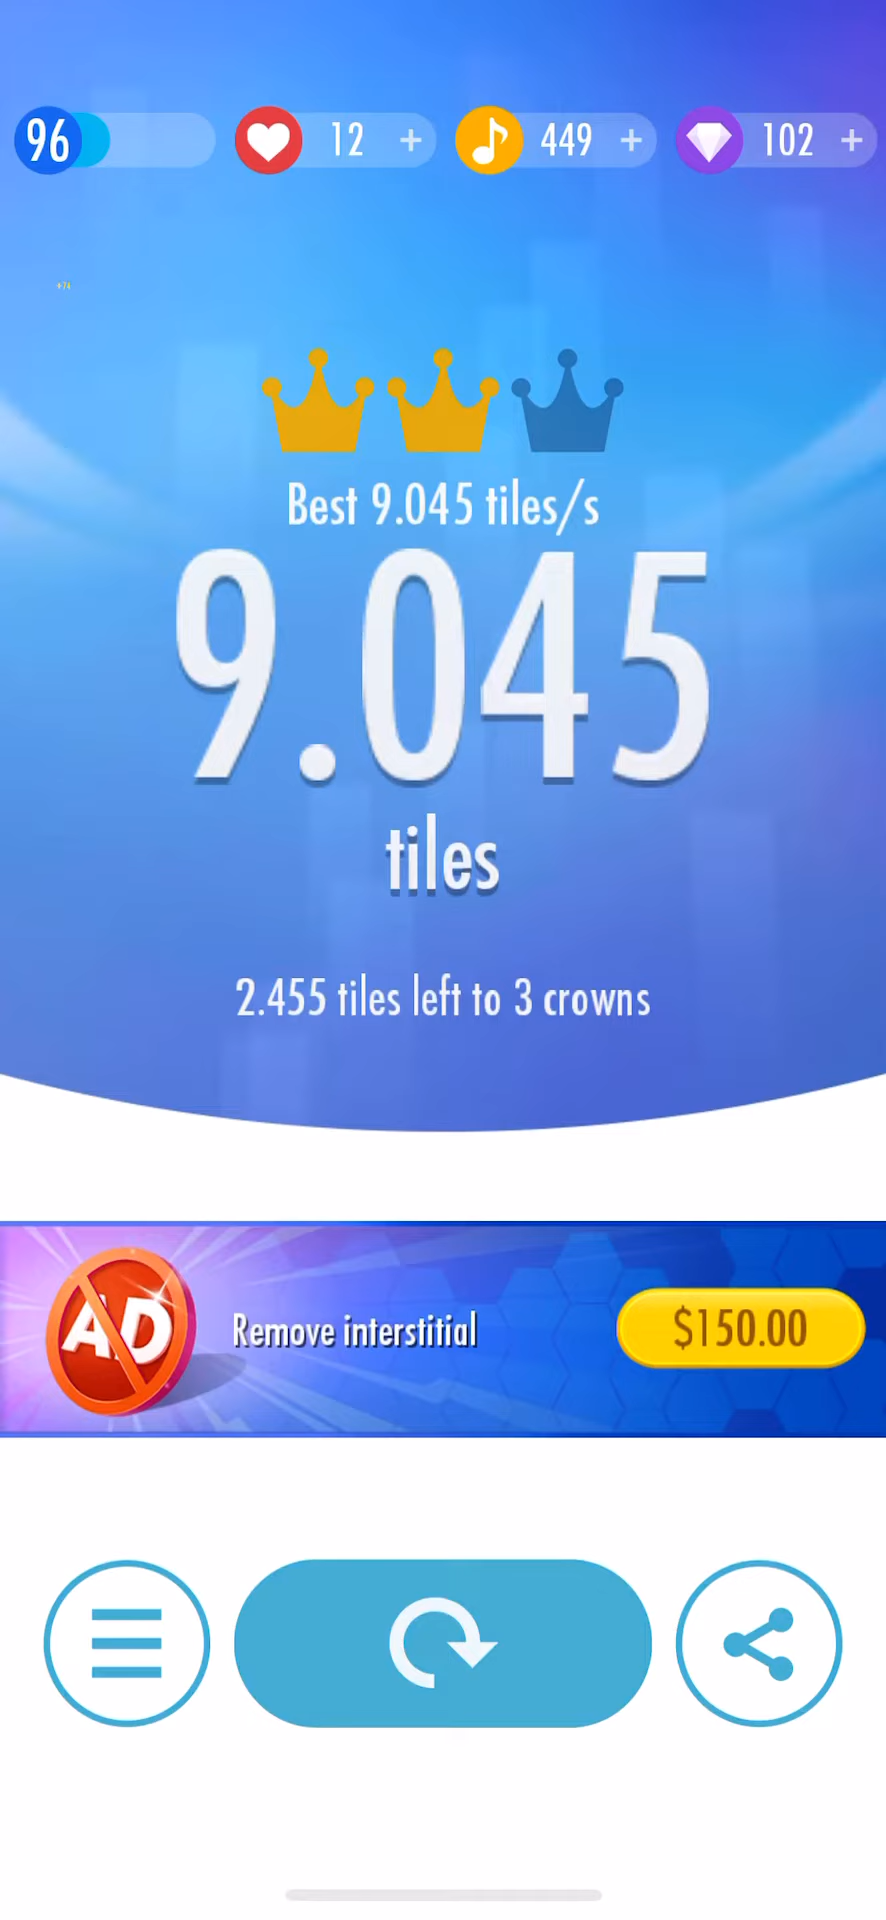 96 12 + 449 + 102 +
+74
Best 9.045 tiles/s
9.045
tiles
2.455 tiles left to 3 crowns
AD Remove interstitial $150.00